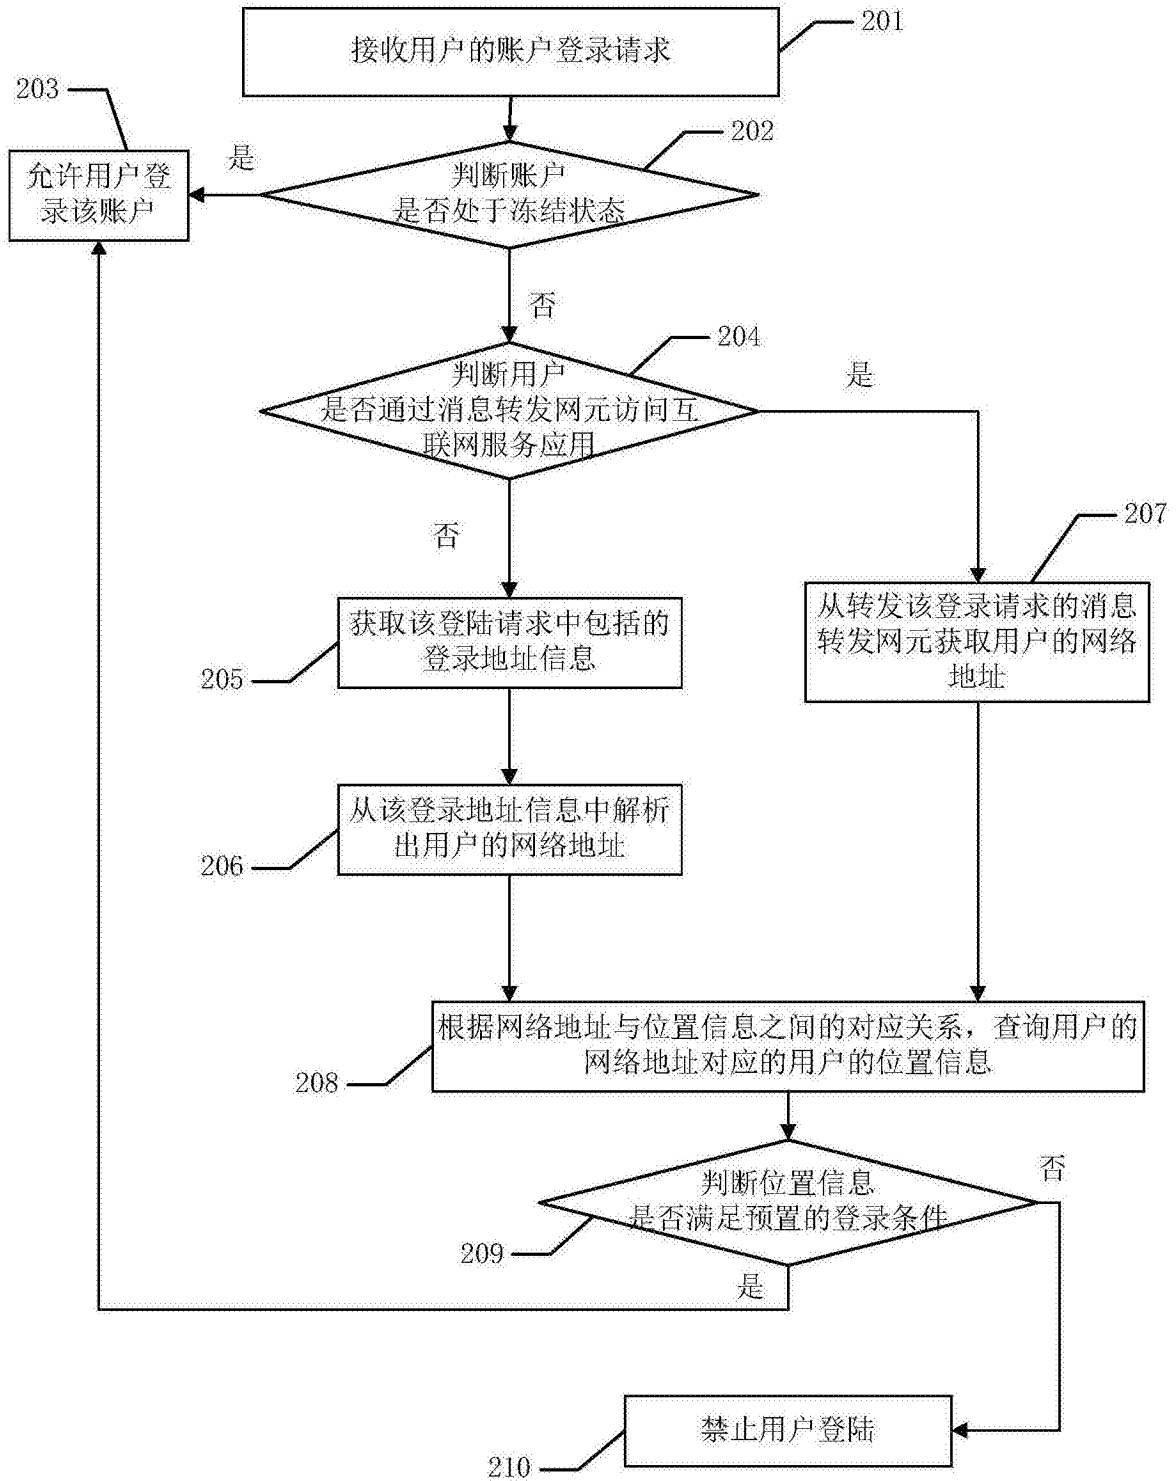 接收用户的账户登录请求
201
203
202
是
允许用户登
录该账户
判断账户
是否处于冻结状态
否
204
判断用户
是否通过消息转发网元访问互
联网服务应用
是
否
207
获取该登陆请求中包括的
登录地址信息
205
从转发该登录请求的消息
转发网元获取用户的网络
地址
从该登录地址信息中解析
出用户的网络地址
206
根据网络地址与位置信息之间的对应关系，查询用户的
网络地址对应的用户的位置信息
208
判断位置信息
是否满足预置的登录条件
否
209
是
禁止用户登陆
210